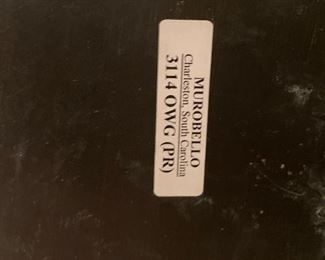 MUROBELLO
Charleston, South Carolina
3114 OWG (PR)